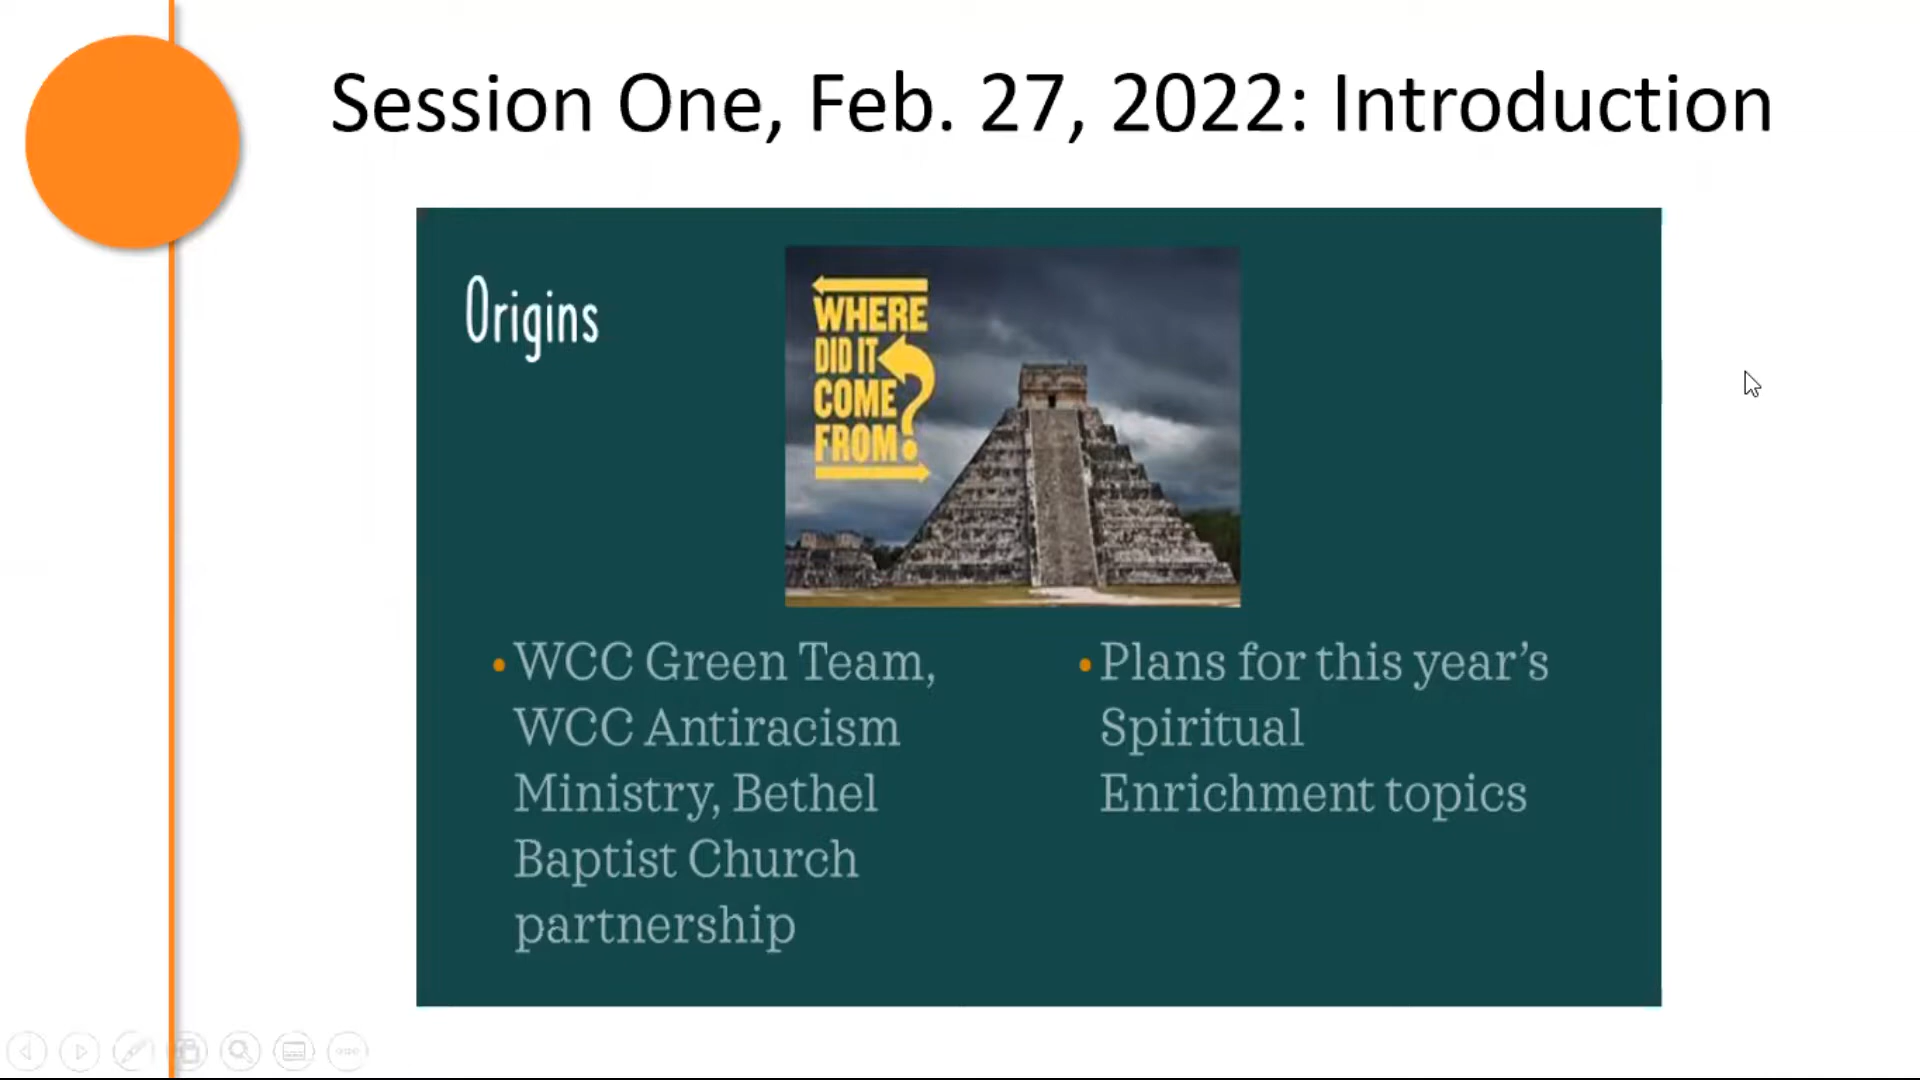 Session One, Feb. 27, 2022: Introduction
Origins
WHERE
DID IT
COME
FROM?
• WCC Green Team,
WCC Antiracism
Ministry, Bethel
Baptist Church
partnership
• Plans for this year’s
Spiritual
Enrichment topics